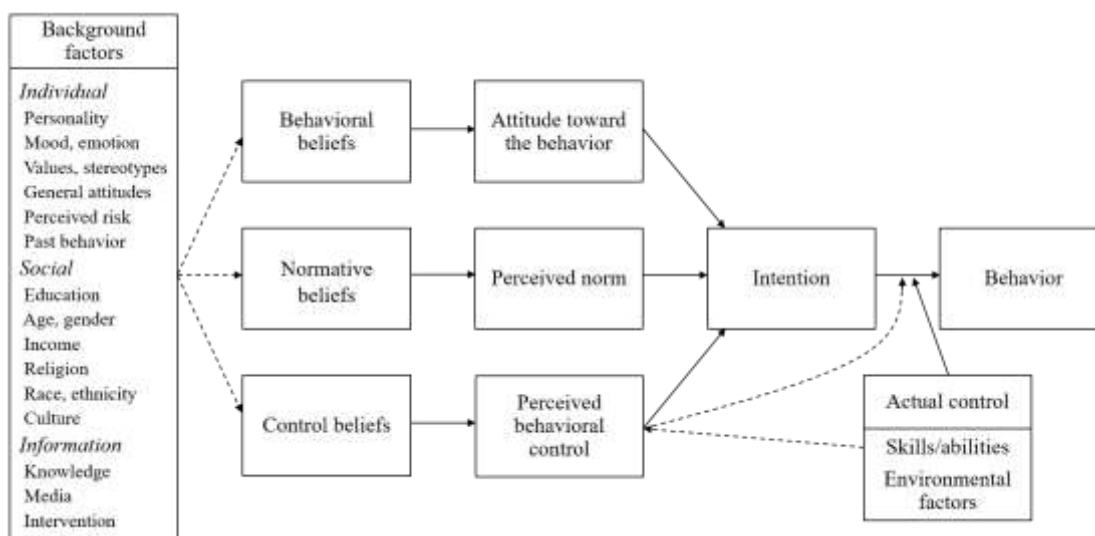 Background
factors
Individual
Personality
Mood, emotion
Values, stereotypes
General attitudes
Perceived risk
Past behavior
Social
Education
Age, gender
Income
Religion
Race, ethnicity
Culture
Information
Knowledge
Media
Intervention
Behavioral
beliefs
Attitude toward
the behavior
Normative
beliefs
Perceived norm
Intention
Behavior
Control beliefs
Perceived
behavioral
control
Actual control
Skills/abilities
Environmental
factors